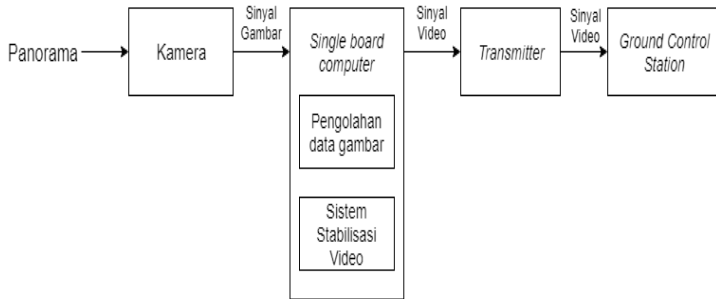 Panorama
Kamera
Sinyal
Gambar
Single board
computer
Pengolahan
data gambar
Sistem
Stabilisasi
Video
Sinyal
Video
Transmitter
Sinyal
Video
Ground Control
Station